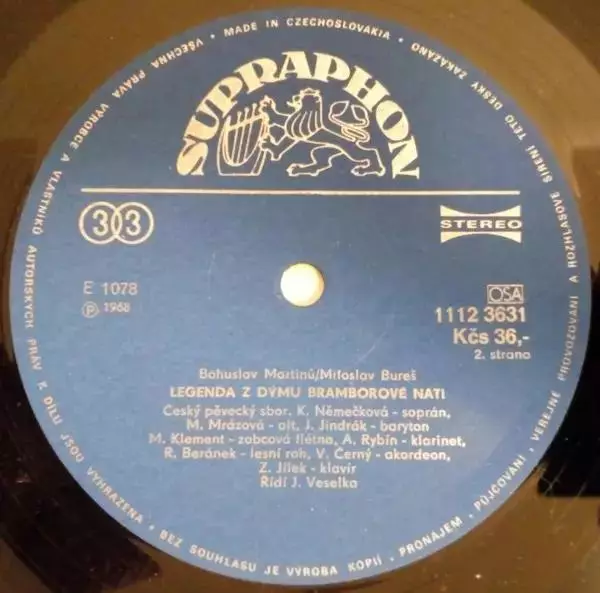 SUPRAPHON
33
STEREO
E 1078
OSA
Ⓟ 1968
1112 3631
Kčs 36,-
2. strana
Bohuslav Martinů/Miloslav Bureš
LEGENDA Z DÝMU BRAMBOROVÉ NATI
Český pěvecký sbor. K. Němečková - soprán,
M. Mrázová - alt, J. Jindrák - baryton
M. Klement - zobcová flétna, A. Rybín - klarinet,
R. Beránek - lesní roh, V. Černý - akordeon,
Z. Jílek - klavír
Řídí J. Veselka
MADE IN CZECHOSLOVAKIA • VŠECHNA PRÁVA VÝROBCE A VLASTNÍKŮ AUTORSKÝCH PRÁV K DÍLU JSOU VYHRAZENA • BEZ SOUHLASU JE VÝROBA KOPIÍ, PRONÁJEM, PŮJČOVÁNÍ, VEŘEJNÉ PROVOZOVÁNÍ A ROZHLASOVÉ ŠÍŘENÍ TÉTO DESKY ZAKÁZÁNO •